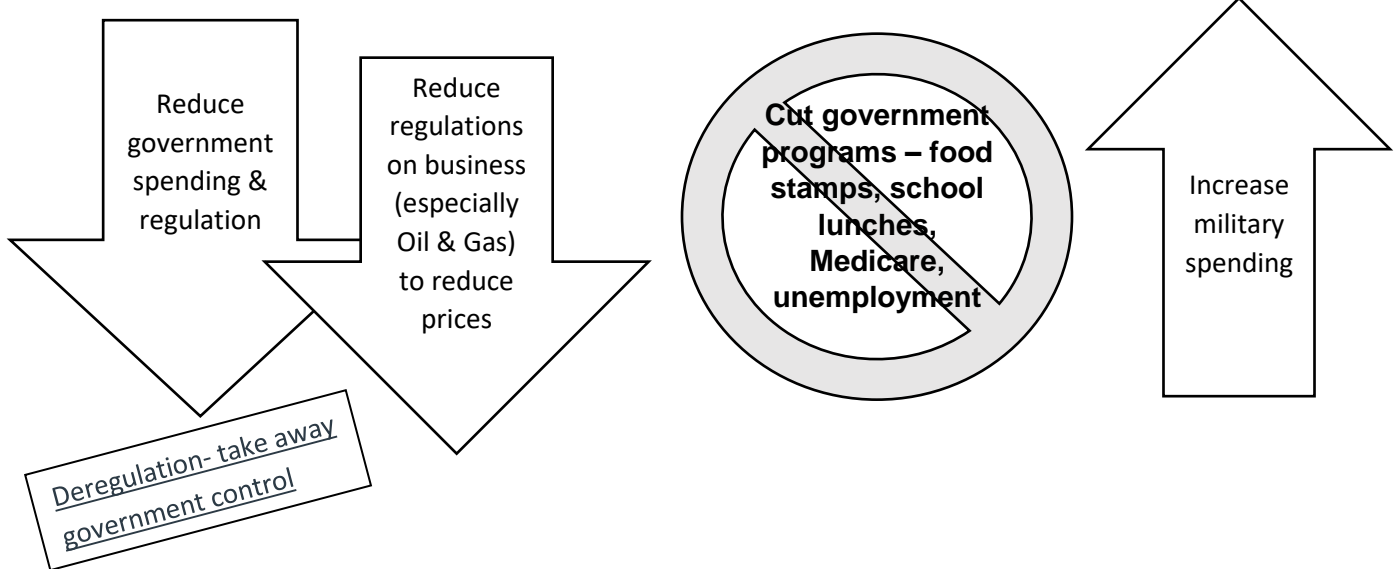 Reduce
government
spending &
regulation
Reduce
regulations
on business
(especially
Oil & Gas)
to reduce
prices
Cut government
programs – food
stamps, school
lunches,
Medicare,
unemployment
Increase
military
spending
Deregulation- take away
government control